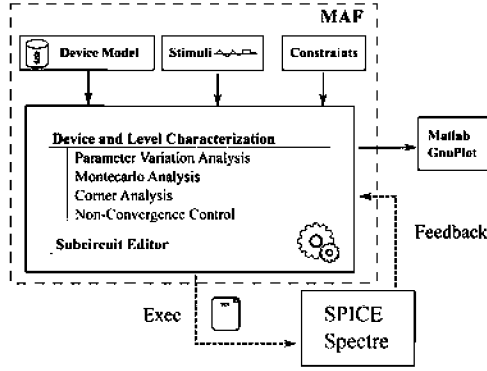 MAF
Device Model
Stimuli
Constraints
Device and Level Characterization
Parameter Variation Analysis
Montecarlo Analysis
Corner Analysis
Non-Convergence Control
Subcircuit Editor
Matlab
GnuPlot
Feedback
Exec
SPICE
Spectre